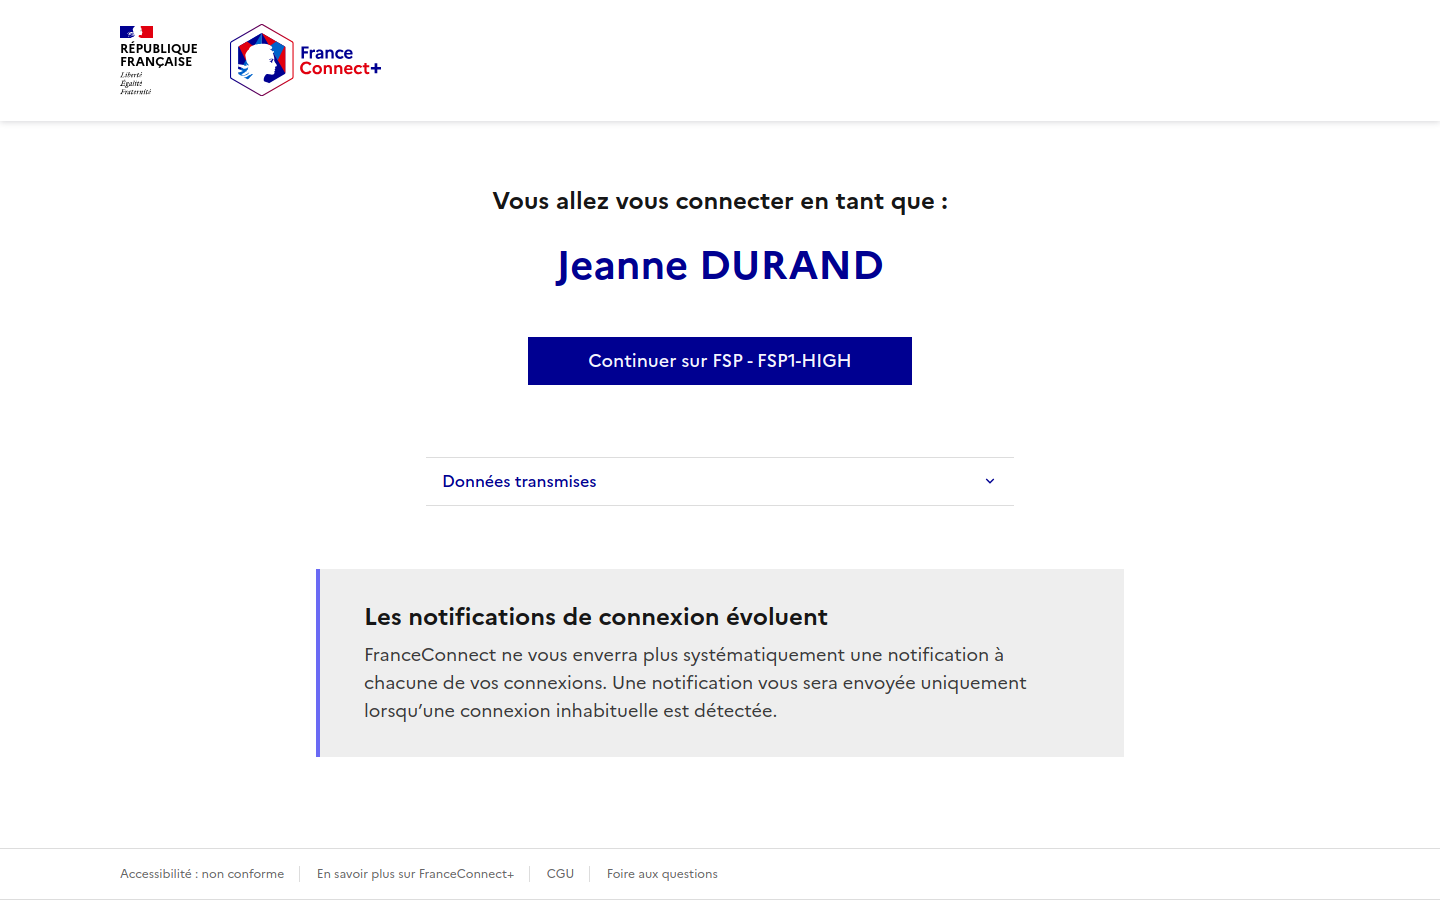 RÉPUBLIQUE
FRANÇAISE
Liberté
Égalité
Fraternité
France
Connect+
Vous allez vous connecter en tant que :
Jeanne DURAND
Continuer sur FSP - FSP1-HIGH
Données transmises
Les notifications de connexion évoluent
FranceConnect ne vous enverra plus systématiquement une notification à
chacune de vos connexions. Une notification vous sera envoyée uniquement
lorsqu’une connexion inhabituelle est détectée.
Accessibilité : non conforme
En savoir plus sur FranceConnect+
CGU
Foire aux questions